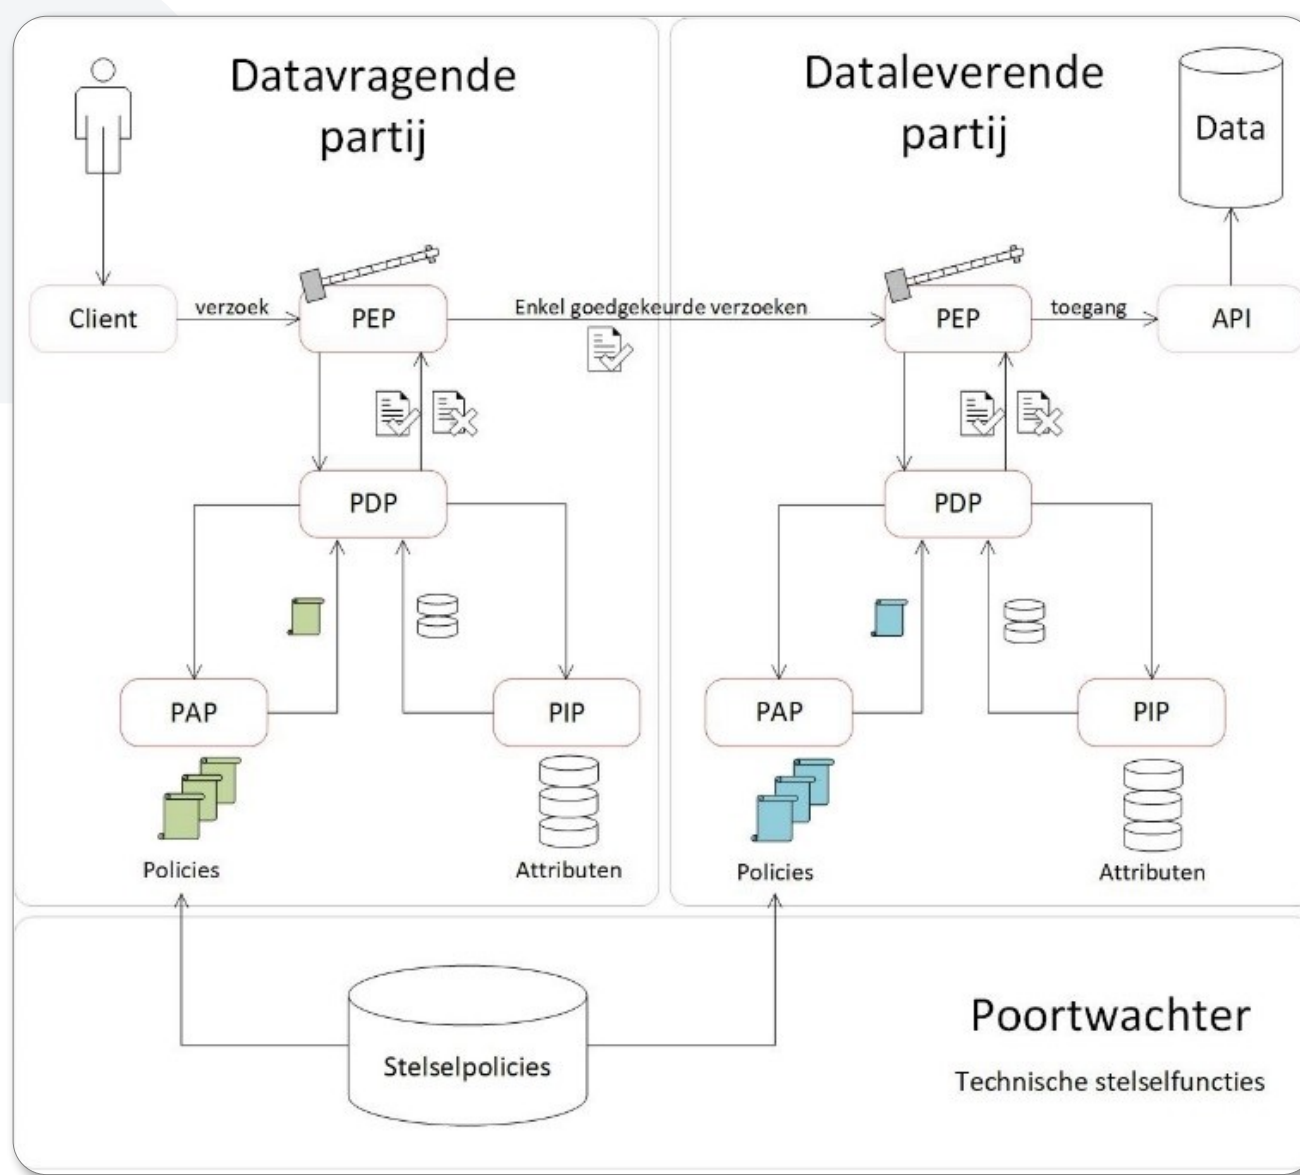 Datavragende
partij
Client
verzoek
PEP
Enkel goedgekeurde verzoeken
PDP
PAP
PIP
Policies
Attributen
Dataleverende
partij
Data
PEP
toegang
API
PDP
PAP
PIP
Policies
Attributen
Stelselpolicies
Poortwachter
Technische stelselfuncties